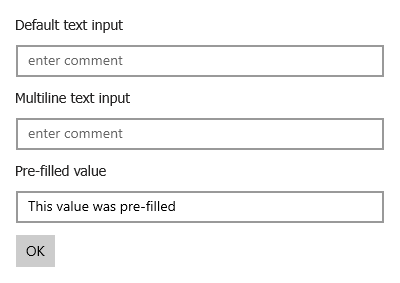 Default text input
enter comment
Multiline text input
enter comment
Pre-filled value
This value was pre-filled
OK